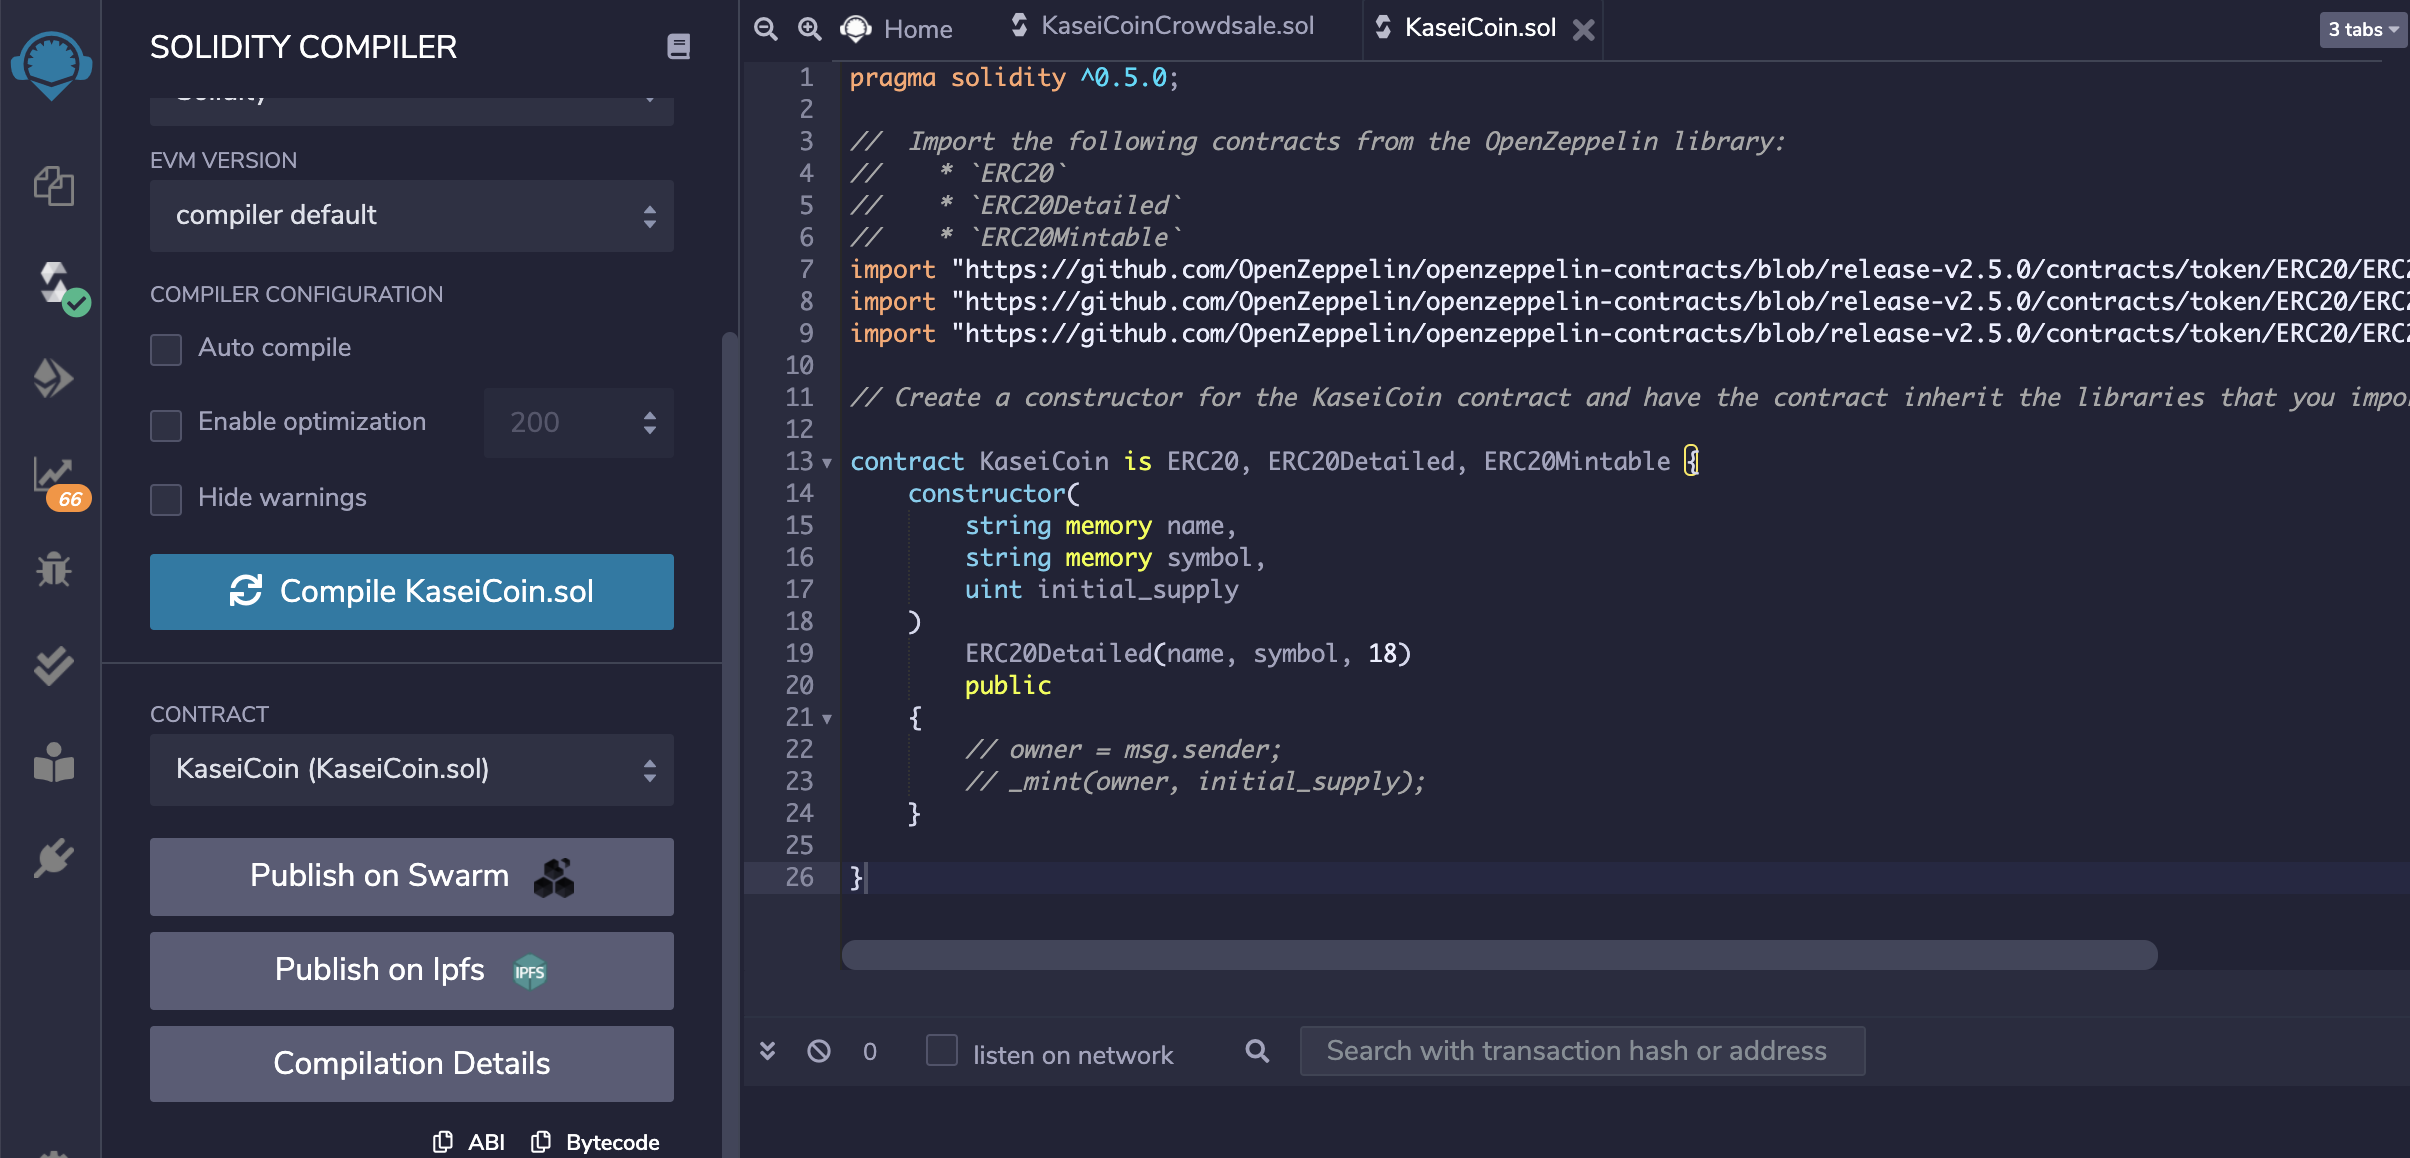 SOLIDITY COMPILER
Solidity
EVM VERSION
compiler default
COMPILER CONFIGURATION
Auto compile
Enable optimization
200
Hide warnings
66
Compile KaseiCoin.sol
CONTRACT
KaseiCoin (KaseiCoin.sol)
Publish on Swarm
Publish on Ipfs
IPFS
Compilation Details
ABI
Bytecode
Home
KaseiCoinCrowdsale.sol
KaseiCoin.sol
3 tabs
1 pragma solidity ^0.5.0;
2
3 //  Import the following contracts from the OpenZeppelin library:
4 //    * `ERC20`
5 //    * `ERC20Detailed`
6 //    * `ERC20Mintable`
7 import "https://github.com/OpenZeppelin/openzeppelin-contracts/blob/release-v2.5.0/contracts/token/ERC20/ERC2
8 import "https://github.com/OpenZeppelin/openzeppelin-contracts/blob/release-v2.5.0/contracts/token/ERC20/ERC2
9 import "https://github.com/OpenZeppelin/openzeppelin-contracts/blob/release-v2.5.0/contracts/token/ERC20/ERC2
10
11 // Create a constructor for the KaseiCoin contract and have the contract inherit the libraries that you impo
12
13 contract KaseiCoin is ERC20, ERC20Detailed, ERC20Mintable {
14     constructor(
15         string memory name,
16         string memory symbol,
17         uint initial_supply
18     )
19         ERC20Detailed(name, symbol, 18)
20         public
21     {
22         // owner = msg.sender;
23         // _mint(owner, initial_supply);
24     }
25
26 }
0
listen on network
Search with transaction hash or address